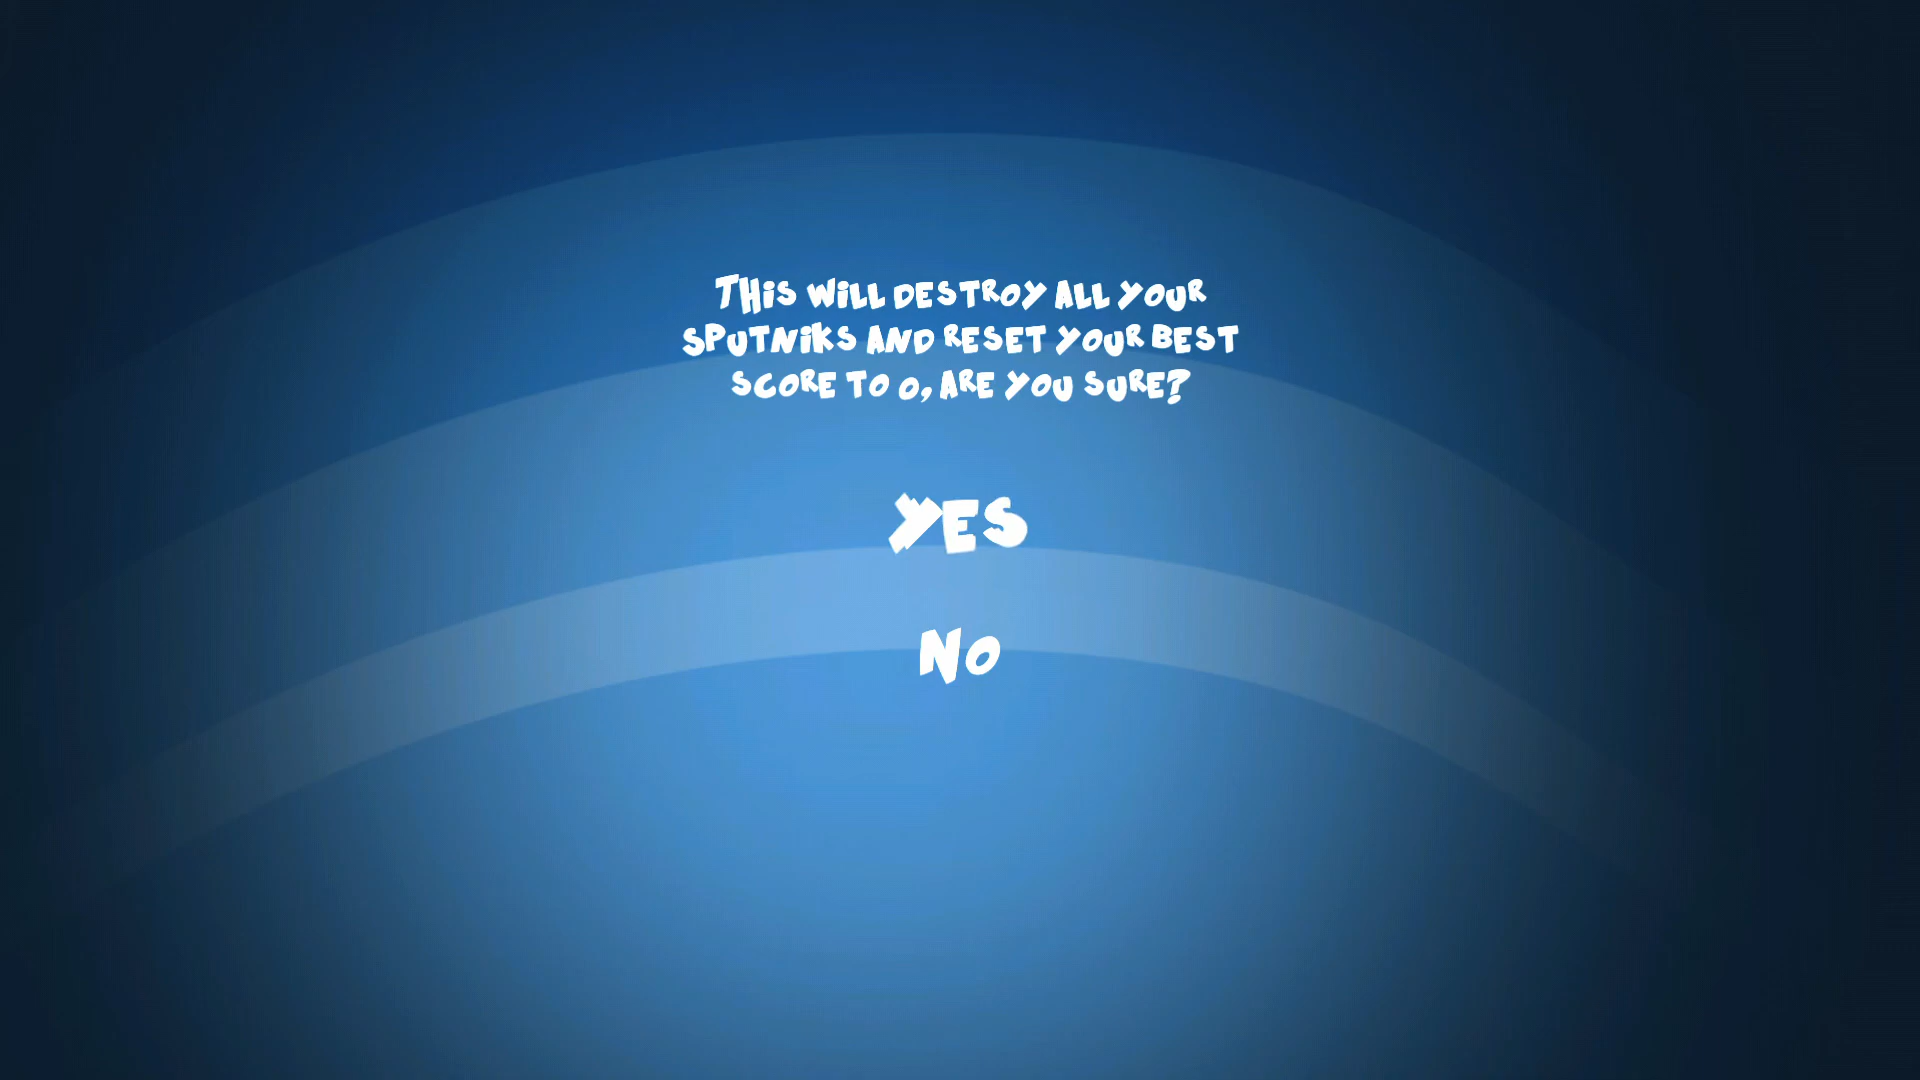 THiS WiLL DESTROY ALL YOUR
SPUTNiKS AND RESET YOUR BEST
SCORE TO 0, ARE YOU SURE?
YES
NO